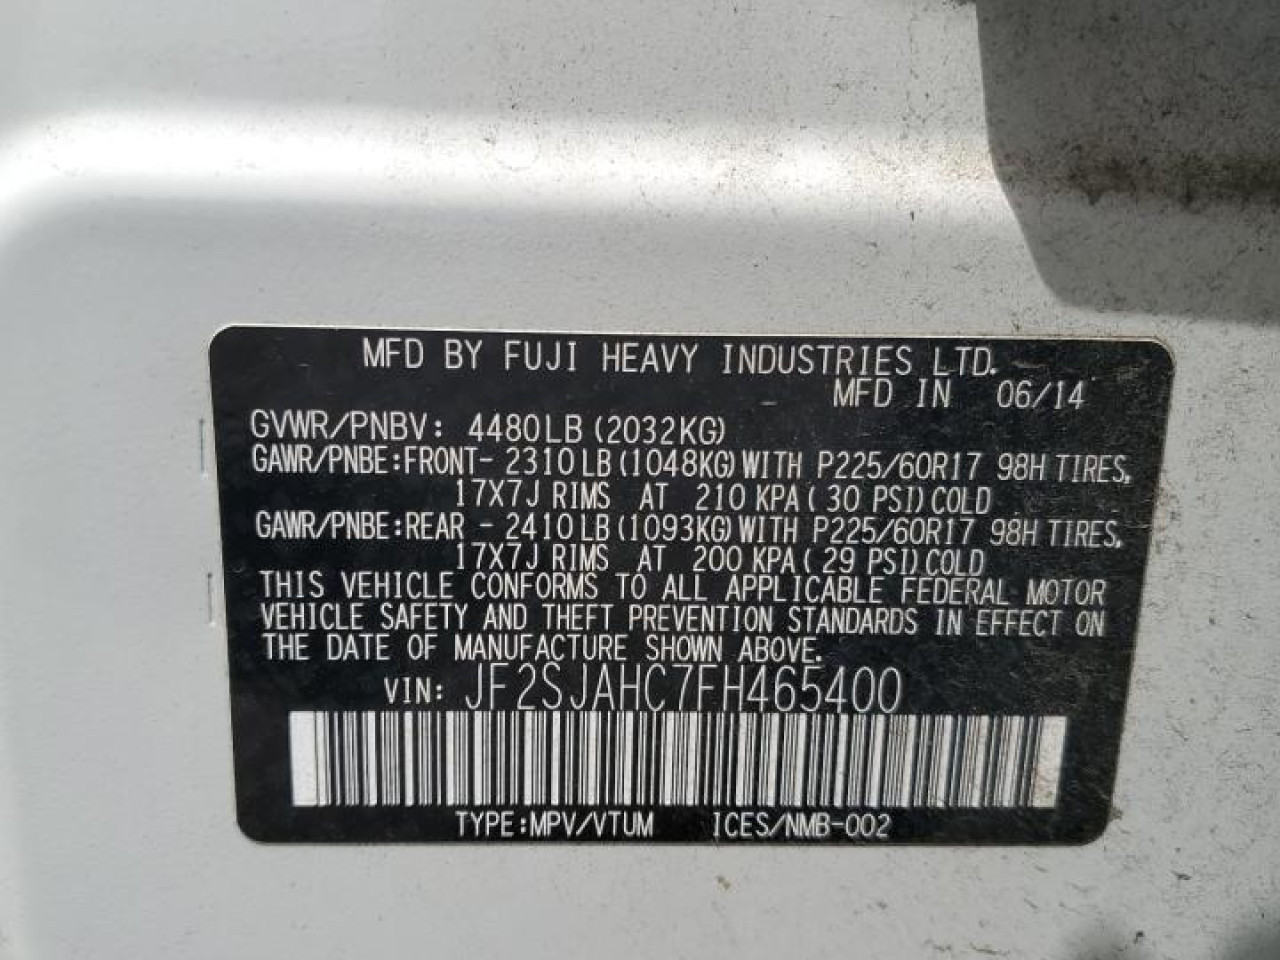 MFD BY FUJI HEAVY INDUSTRIES LTD.
MFD IN 06/14
GVWR/PNBV: 4480LB (2032KG)
GAWR/PNBE:FRONT- 2310LB (1048KG) WITH P225/60R17 98H TIRES,
17X7J RIMS AT 210 KPA ( 30 PSI) COLD
GAWR/PNBE:REAR - 2410LB (1093KG) WITH P225/60R17 98H TIRES,
17X7J RIMS AT 200 KPA ( 29 PSI) COLD
THIS VEHICLE CONFORMS TO ALL APPLICABLE FEDERAL MOTOR
VEHICLE SAFETY AND THEFT PREVENTION STANDARDS IN EFFECT ON
THE DATE OF MANUFACTURE SHOWN ABOVE.
VIN: JF2SJAHC7FH465400
TYPE:MPV/VTUM ICES/NMB-002